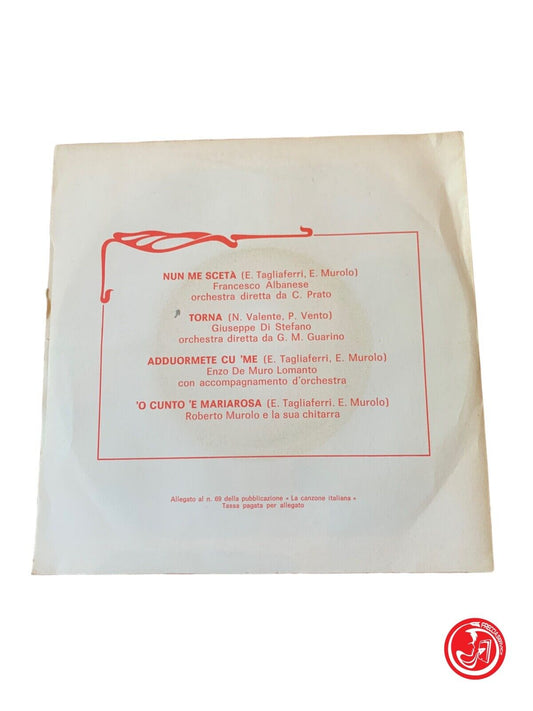 NUN ME SCETÀ (E. Tagliaferri, E. Murolo)
Francesco Albanese
orchestra diretta da C. Prato
TORNA (N. Valente, P. Vento)
Giuseppe Di Stefano
orchestra diretta da G. M. Guarino
ADDUORMETE CU 'ME (E. Tagliaferri, E. Murolo)
Enzo De Muro Lomanto
con accompagnamento d'orchestra
'O CUNTO 'E MARIAROSA (E. Tagliaferri, E. Murolo)
Roberto Murolo e la sua chitarra
Allegato al n. 69 della pubblicazione « La canzone italiana »
Tassa pagata per allegato